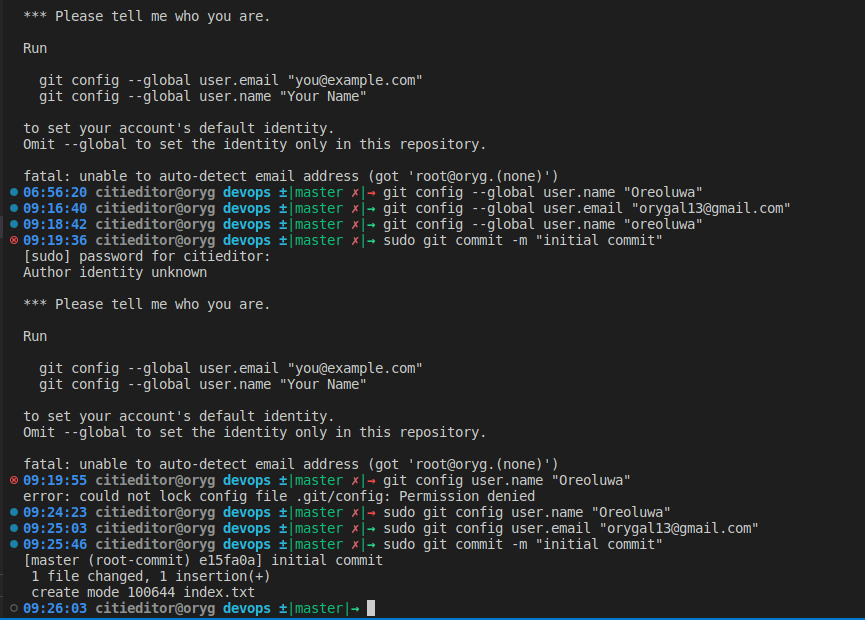 *** Please tell me who you are.

Run

  git config --global user.email "you@example.com"
  git config --global user.name "Your Name"

to set your account's default identity.
Omit --global to set the identity only in this repository.

fatal: unable to auto-detect email address (got 'root@oryg.(none)')
06:56:20 citieditor@oryg devops ±|master ✗|→ git config --global user.name "Oreoluwa"
09:16:40 citieditor@oryg devops ±|master ✗|→ git config --global user.email "orygal13@gmail.com"
09:18:42 citieditor@oryg devops ±|master ✗|→ git config --global user.name "oreoluwa"
09:19:36 citieditor@oryg devops ±|master ✗|→ sudo git commit -m "initial commit"
[sudo] password for citieditor:
Author identity unknown

*** Please tell me who you are.

Run

  git config --global user.email "you@example.com"
  git config --global user.name "Your Name"

to set your account's default identity.
Omit --global to set the identity only in this repository.

fatal: unable to auto-detect email address (got 'root@oryg.(none)')
09:19:55 citieditor@oryg devops ±|master ✗|→ git config user.name "Oreoluwa"
error: could not lock config file .git/config: Permission denied
09:24:23 citieditor@oryg devops ±|master ✗|→ sudo git config user.name "Oreoluwa"
09:25:03 citieditor@oryg devops ±|master ✗|→ sudo git config user.email "orygal13@gmail.com"
09:25:46 citieditor@oryg devops ±|master ✗|→ sudo git commit -m "initial commit"
[master (root-commit) e15fa0a] initial commit
 1 file changed, 1 insertion(+)
 create mode 100644 index.txt
09:26:03 citieditor@oryg devops ±|master|→